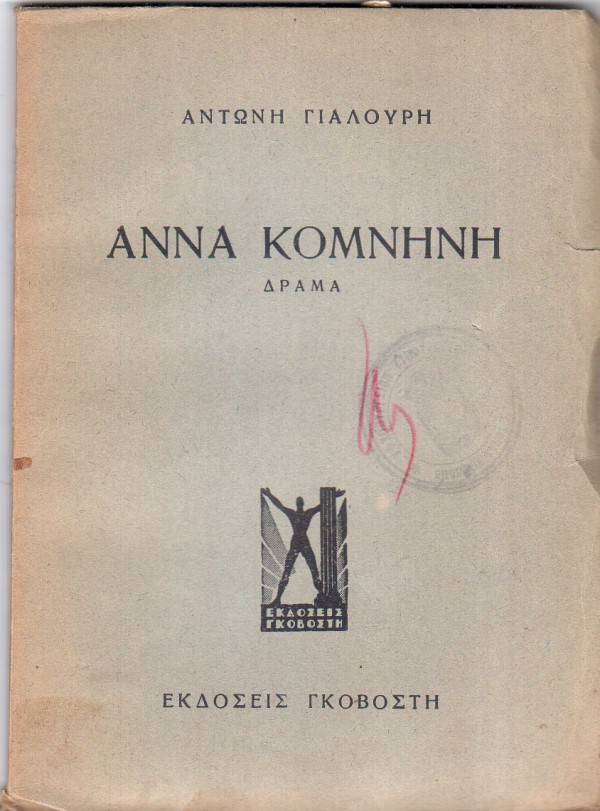 ΑΝΤΩΝΗ ΓΙΑΛΟΥΡΗ
ΑΝΝΑ ΚΟΜΝΗΝΗ
ΔΡΑΜΑ
ΕΚΔΟΣΕΙΣ
ΓΚΟΒΟΣΤΗ
ΕΚΔΟΣΕΙΣ ΓΚΟΒΟΣΤΗ